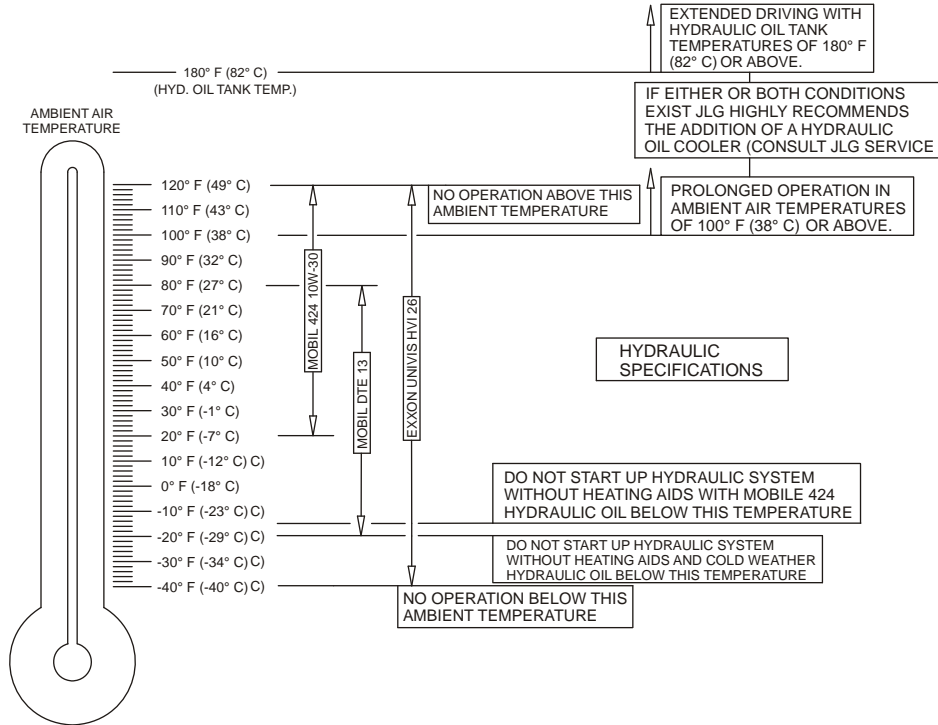 EXTENDED DRIVING WITH
HYDRAULIC OIL TANK
TEMPERATURES OF 180° F
(82° C) OR ABOVE.
180° F (82° C)
(HYD. OIL TANK TEMP.)
IF EITHER OR BOTH CONDITIONS
EXIST JLG HIGHLY RECOMMENDS
THE ADDITION OF A HYDRAULIC
OIL COOLER (CONSULT JLG SERVICE
AMBIENT AIR
TEMPERATURE
120° F (49° C)
110° F (43° C)
100° F (38° C)
90° F (32° C)
80° F (27° C)
70° F (21° C)
60° F (16° C)
50° F (10° C)
40° F (4° C)
30° F (-1° C)
20° F (-7° C)
10° F (-12° C) C)
0° F (-18° C)
-10° F (-23° C) C)
-20° F (-29° C) C)
-30° F (-34° C) C)
-40° F (-40° C) C)
MOBIL 424 10W-30
MOBIL DTE 13
EXXON UNIVIS HVI 26
NO OPERATION ABOVE THIS
AMBIENT TEMPERATURE
PROLONGED OPERATION IN
AMBIENT AIR TEMPERATURES
OF 100° F (38° C) OR ABOVE.
HYDRAULIC
SPECIFICATIONS
DO NOT START UP HYDRAULIC SYSTEM
WITHOUT HEATING AIDS WITH MOBILE 424
HYDRAULIC OIL BELOW THIS TEMPERATURE
DO NOT START UP HYDRAULIC SYSTEM
WITHOUT HEATING AIDS AND COLD WEATHER
HYDRAULIC OIL BELOW THIS TEMPERATURE
NO OPERATION BELOW THIS
AMBIENT TEMPERATURE